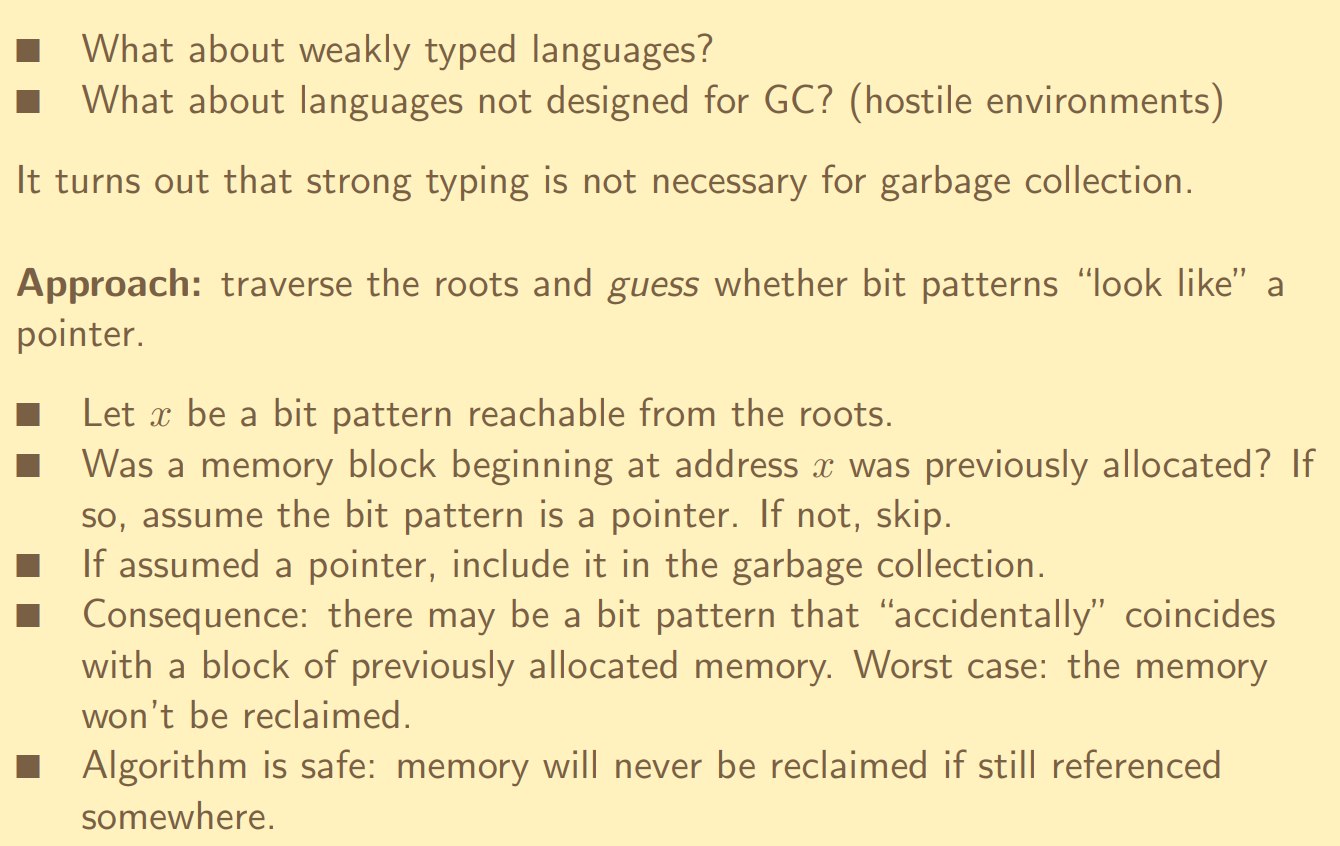 ■ What about weakly typed languages?
■ What about languages not designed for GC? (hostile environments)
It turns out that strong typing is not necessary for garbage collection.
Approach: traverse the roots and guess whether bit patterns “look like” a
pointer.
■ Let x be a bit pattern reachable from the roots.
■ Was a memory block beginning at address x was previously allocated? If
so, assume the bit pattern is a pointer. If not, skip.
■ If assumed a pointer, include it in the garbage collection.
■ Consequence: there may be a bit pattern that “accidentally” coincides
with a block of previously allocated memory. Worst case: the memory
won’t be reclaimed.
■ Algorithm is safe: memory will never be reclaimed if still referenced
somewhere.